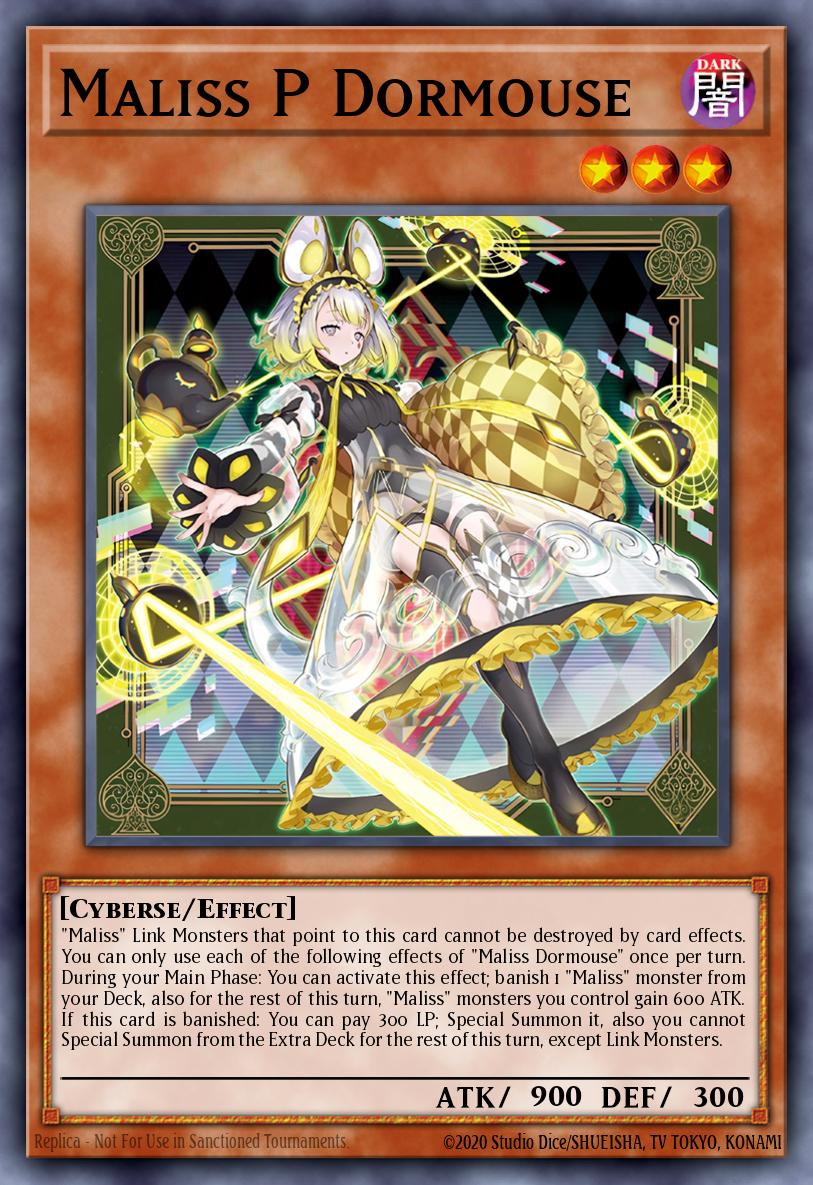 Maliss P Dormouse
DARK
闇
[Cyberse/Effect]
"Maliss" Link Monsters that point to this card cannot be destroyed by card effects.
You can only use each of the following effects of "Maliss Dormouse" once per turn.
During your Main Phase: You can activate this effect; banish 1 "Maliss" monster from
your Deck, also for the rest of this turn, "Maliss" monsters you control gain 600 ATK.
If this card is banished: You can pay 300 LP; Special Summon it, also you cannot
Special Summon from the Extra Deck for the rest of this turn, except Link Monsters.
ATK/ 900 DEF/ 300
Replica - Not For Use in Sanctioned Tournaments.
©2020 Studio Dice/SHUEISHA, TV TOKYO, KONAMI